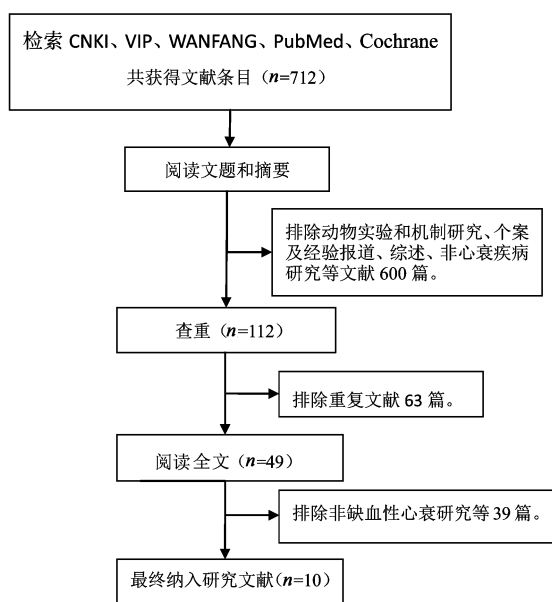 检索 CNKI、VIP、WANFANG、PubMed、Cochrane
共获得文献条目（n=712）
阅读文题和摘要
排除动物实验和机制研究、个案
及经验报道、综述、非心衰疾病
研究等文献 600 篇。
查重（n=112）
排除重复文献 63 篇。
阅读全文（n=49）
排除非缺血性心衰研究等 39 篇。
最终纳入研究文献（n=10）